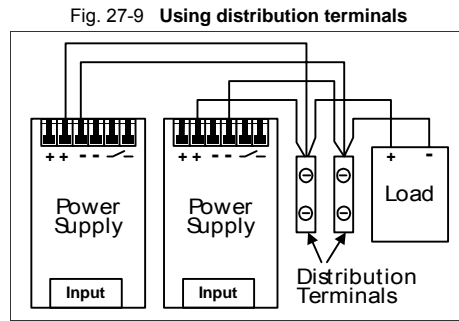 Fig. 27-9 Using distribution terminals
+ + - - + + - - + -
Power Supply
Input
Power Supply
Input
Load
Distribution Terminals